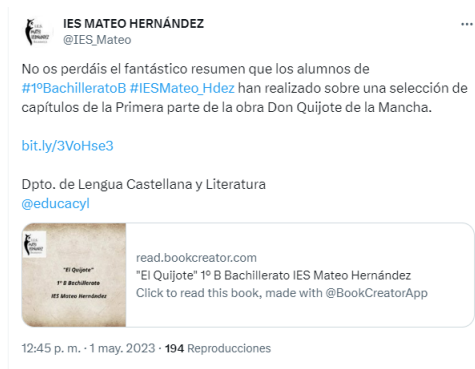 IES MATEO HERNÁNDEZ
@IES_Mateo
No os perdáis el fantástico resumen que los alumnos de
#1ºBachilleratoB #IESMateo_Hdez han realizado sobre una selección de
capítulos de la Primera parte de la obra Don Quijote de la Mancha.
bit.ly/3VoHse3
Dpto. de Lengua Castellana y Literatura
@educacyl
"El Quijote"
1º B Bachillerato
IES Mateo Hernández
read.bookcreator.com
"El Quijote" 1º B Bachillerato IES Mateo Hernández
Click to read this book, made with @BookCreatorApp
12:45 p. m. · 1 may. 2023 · 194 Reproducciones